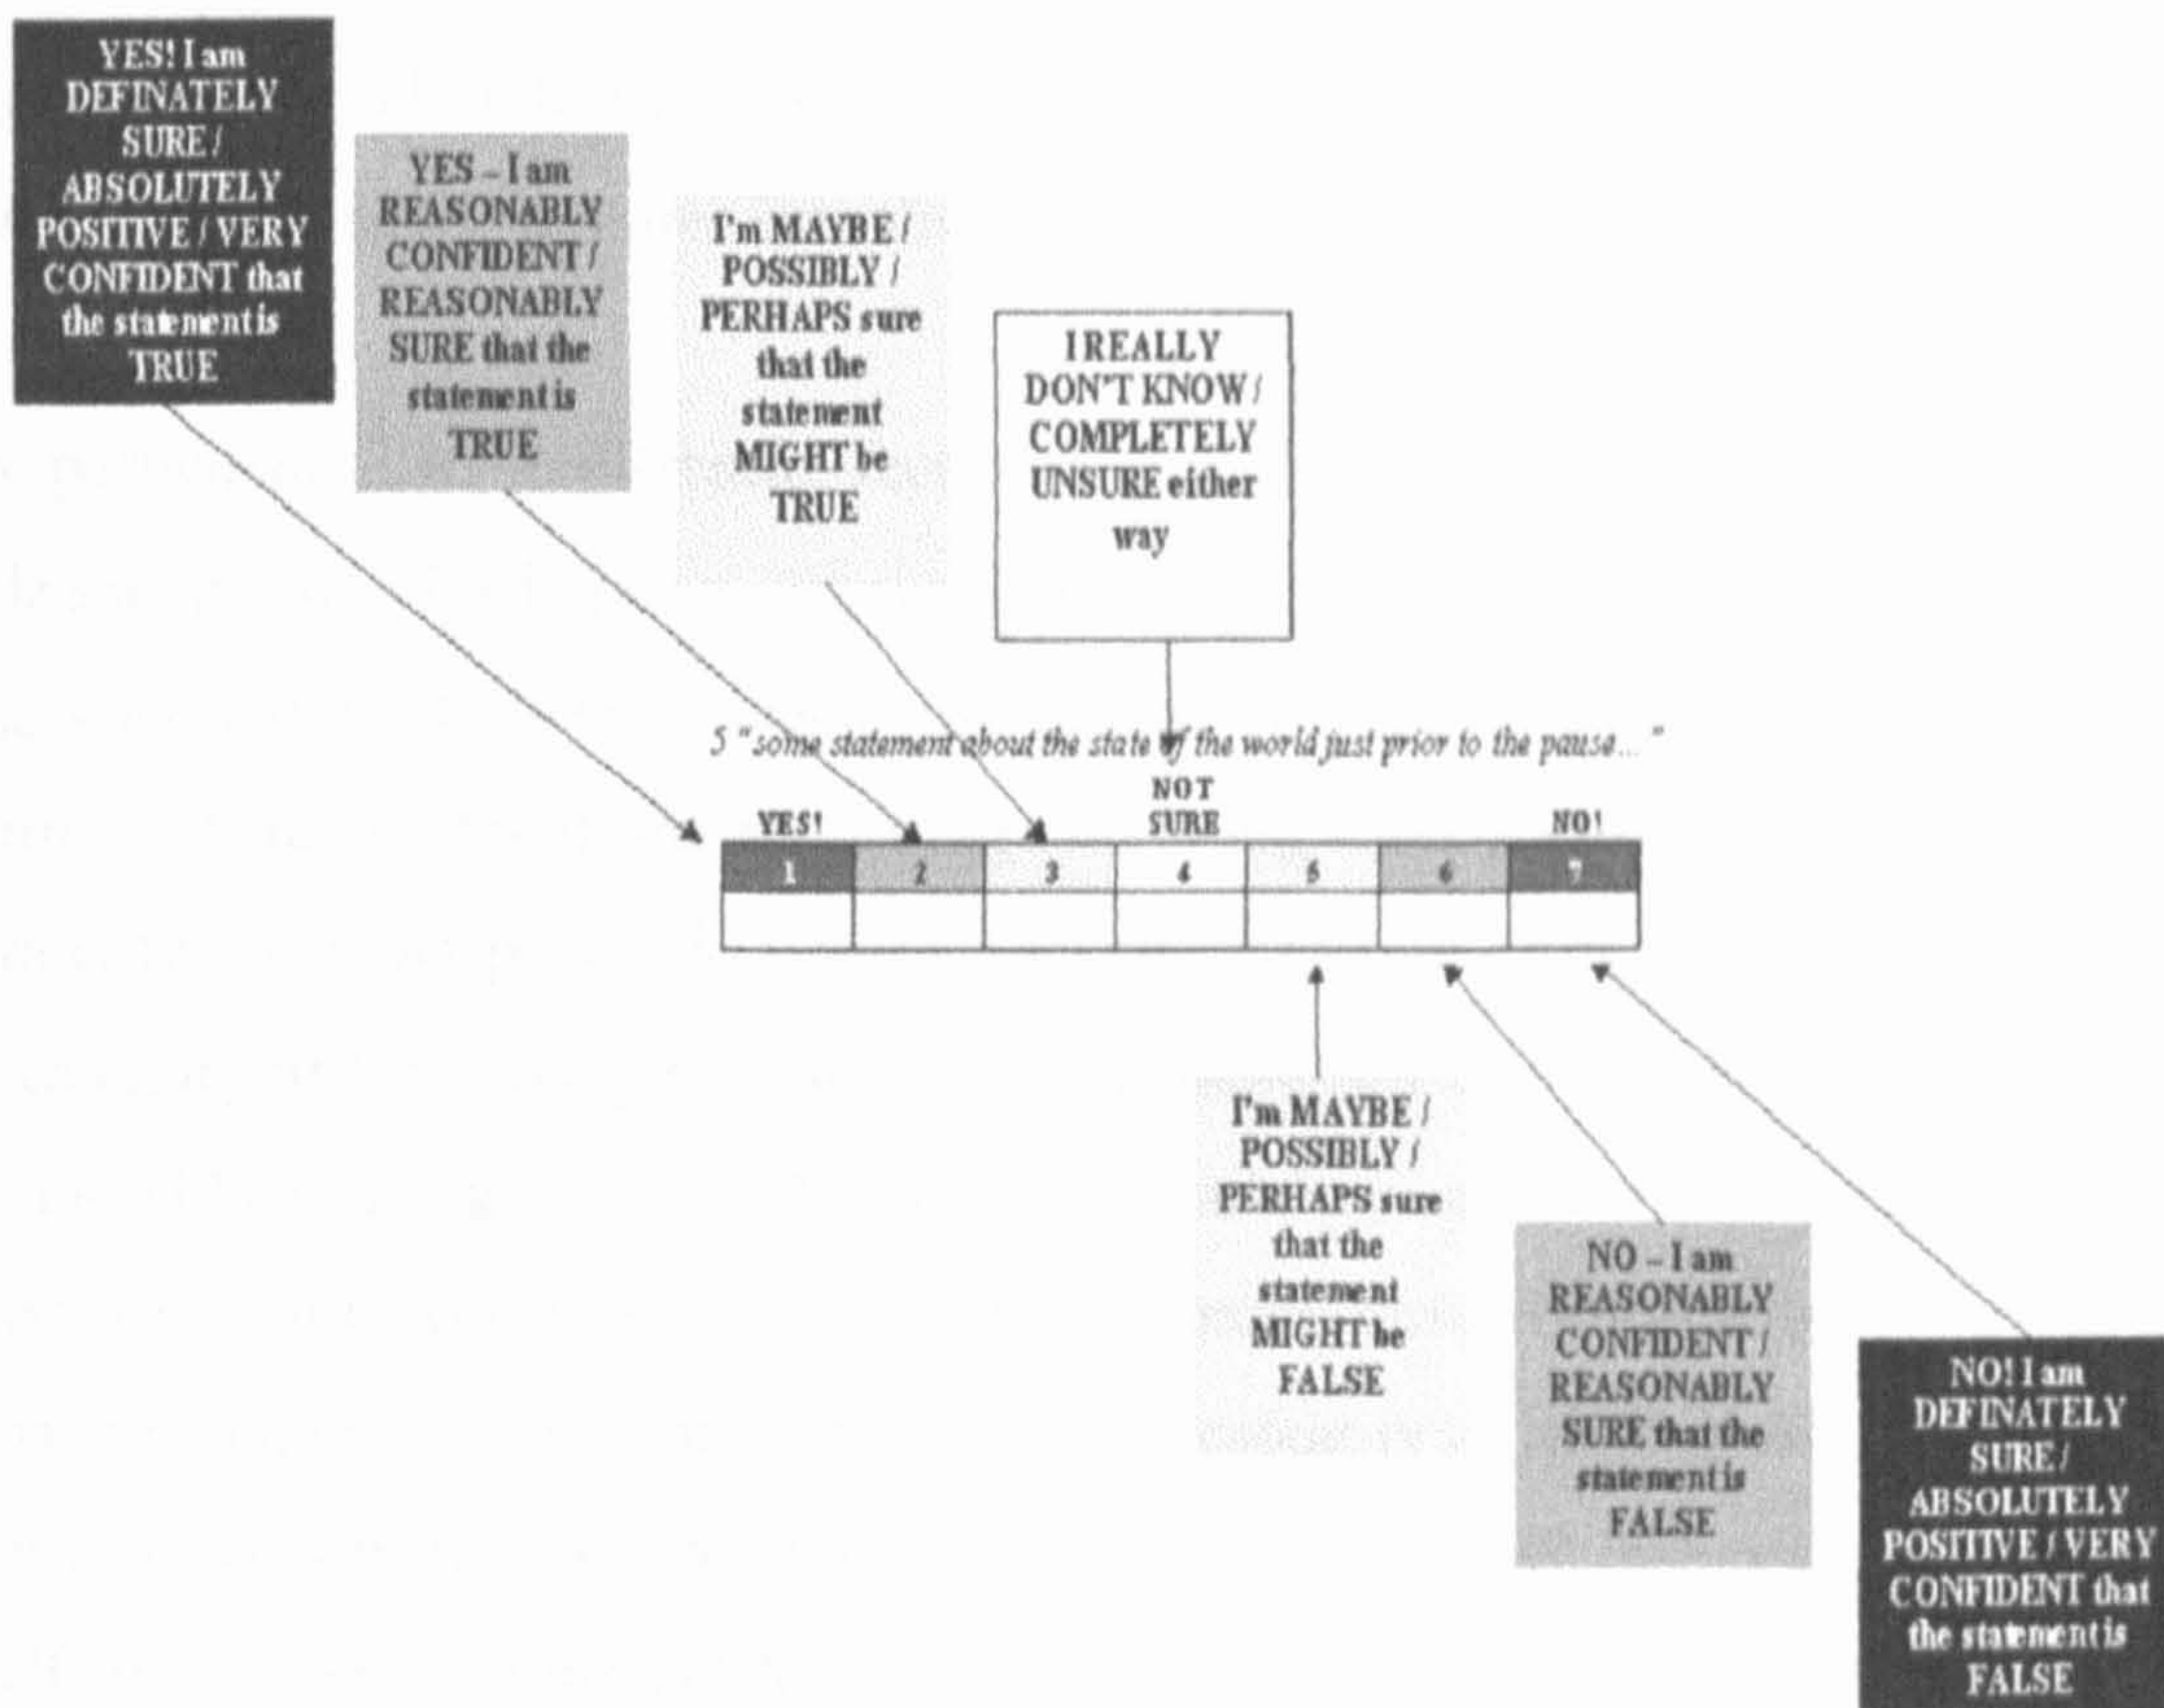 YES! I am
DEFINATELY
SURE /
ABSOLUTELY
POSITIVE / VERY
CONFIDENT that
the statement is
TRUE
YES – I am
REASONABLY
CONFIDENT /
REASONABLY
SURE that the
statement is
TRUE
I'm MAYBE /
POSSIBLY /
PERHAPS sure
that the
statement
MIGHT be
TRUE
I REALLY
DON'T KNOW /
COMPLETELY
UNSURE either
way
5 "some statement about the state of the world just prior to the pause... "
NOT
YES! SURE NO!
1 2 3 4 5 6 7
I'm MAYBE /
POSSIBLY /
PERHAPS sure
that the
statement
MIGHT be
FALSE
NO – I am
REASONABLY
CONFIDENT /
REASONABLY
SURE that the
statement is
FALSE
NO! I am
DEFINATELY
SURE /
ABSOLUTELY
POSITIVE / VERY
CONFIDENT that
the statement is
FALSE